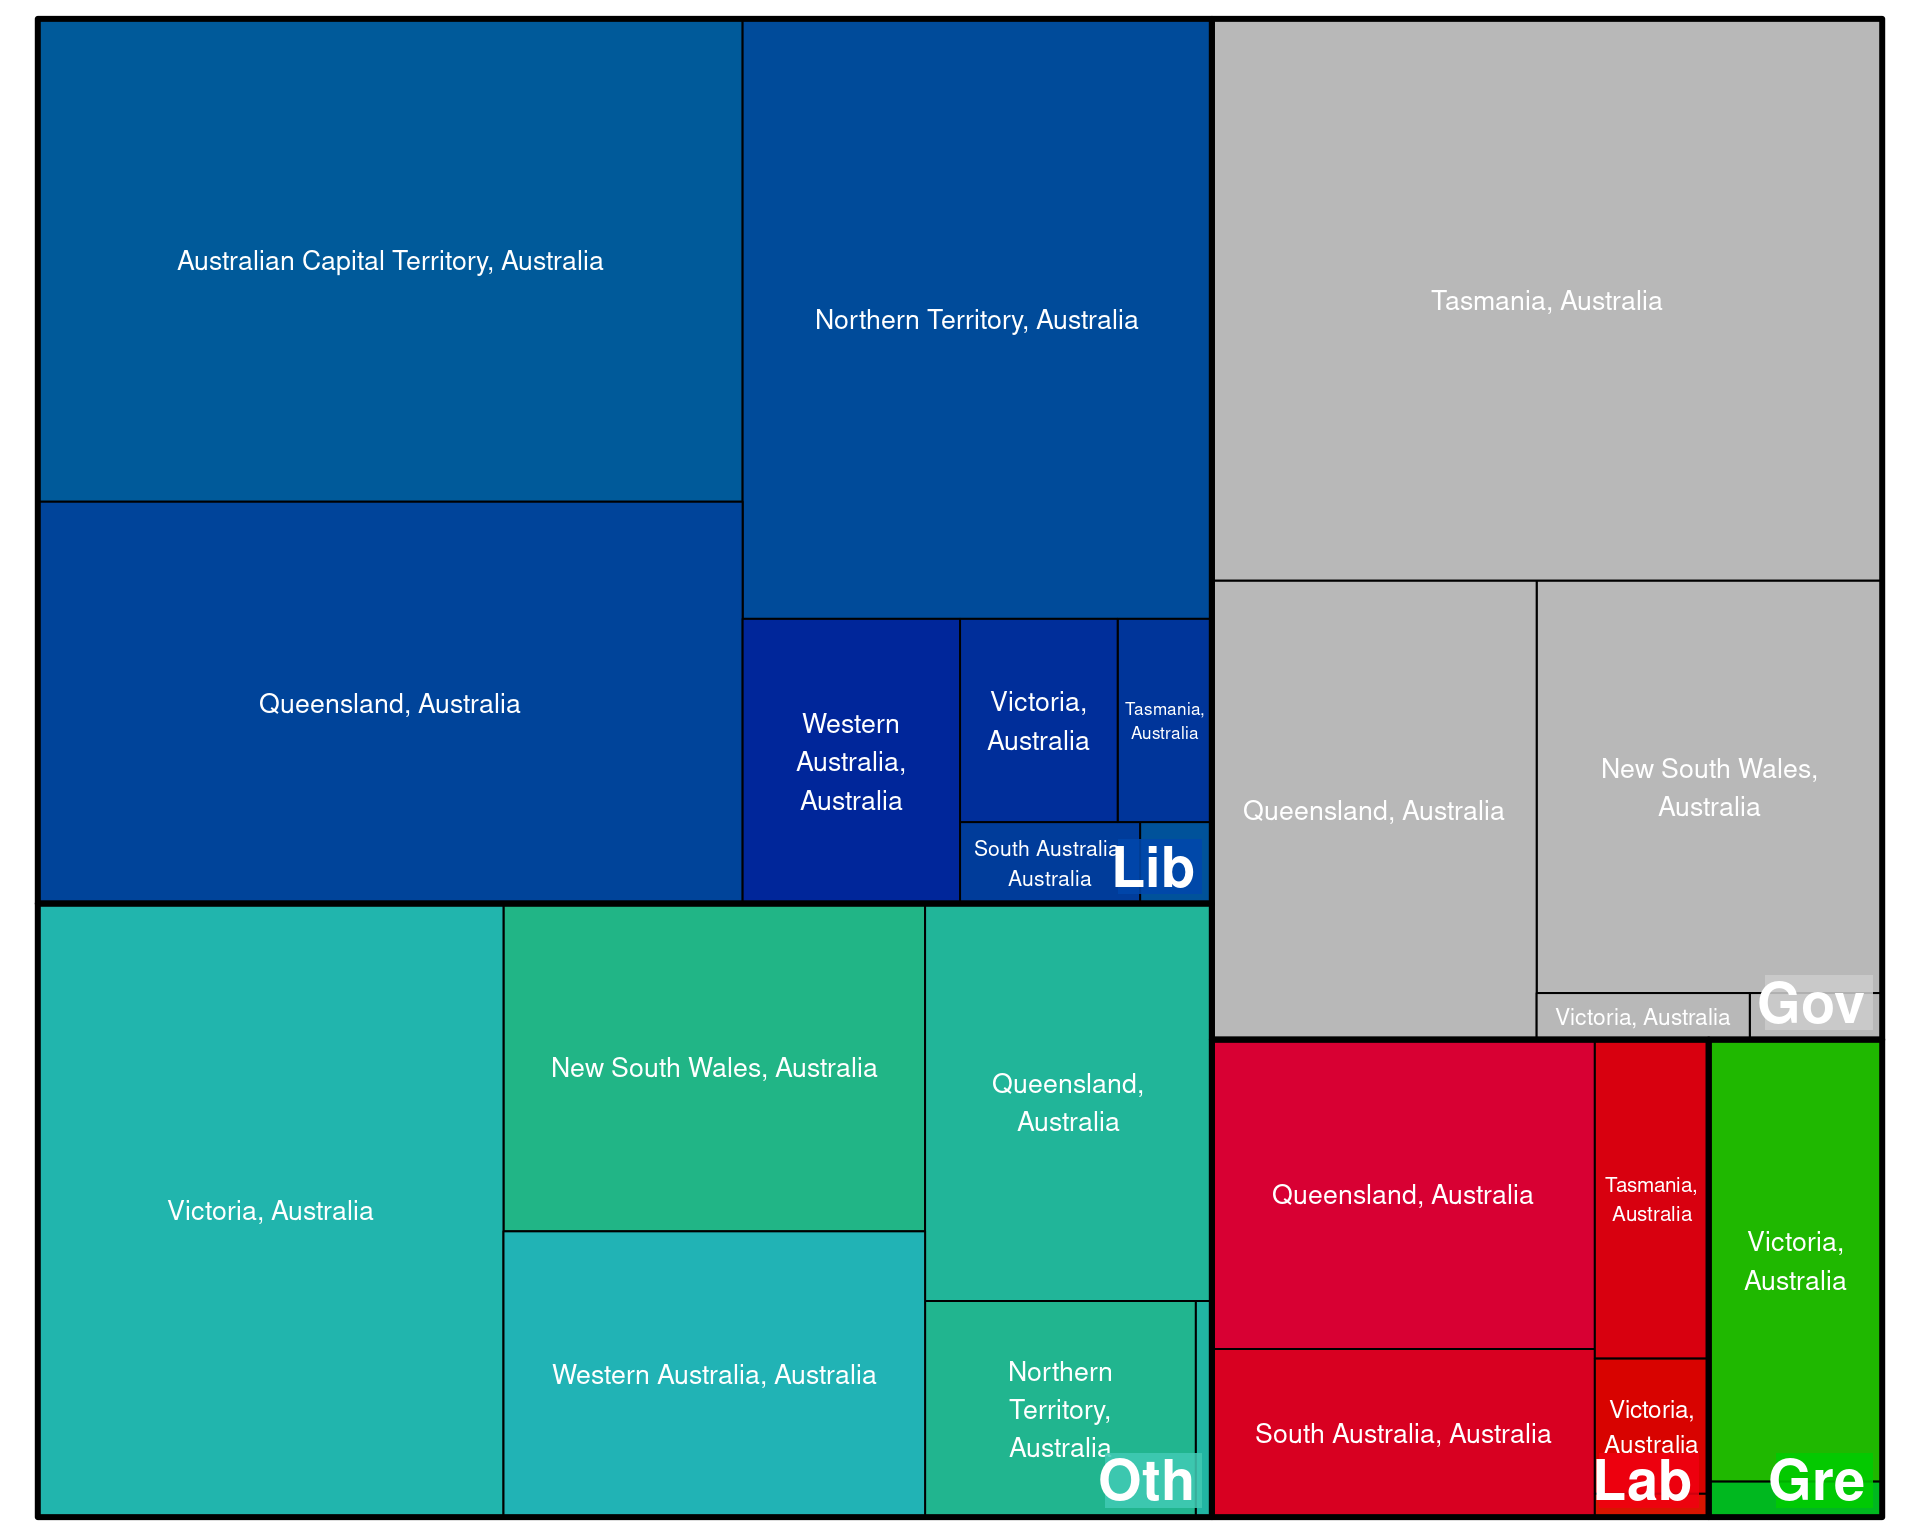 Australian Capital Territory, Australia
Northern Territory, Australia
Queensland, Australia
Western
Australia,
Australia
Victoria,
Australia
Tasmania,
Australia
South Australia
Australia
Lib
Tasmania, Australia
Queensland, Australia
New South Wales,
Australia
Victoria, Australia
Gov
Victoria, Australia
New South Wales, Australia
Western Australia, Australia
Queensland,
Australia
Northern
Territory,
Australia
Oth
Queensland, Australia
South Australia, Australia
Tasmania,
Australia
Victoria,
Australia
Lab
Victoria,
Australia
Gre